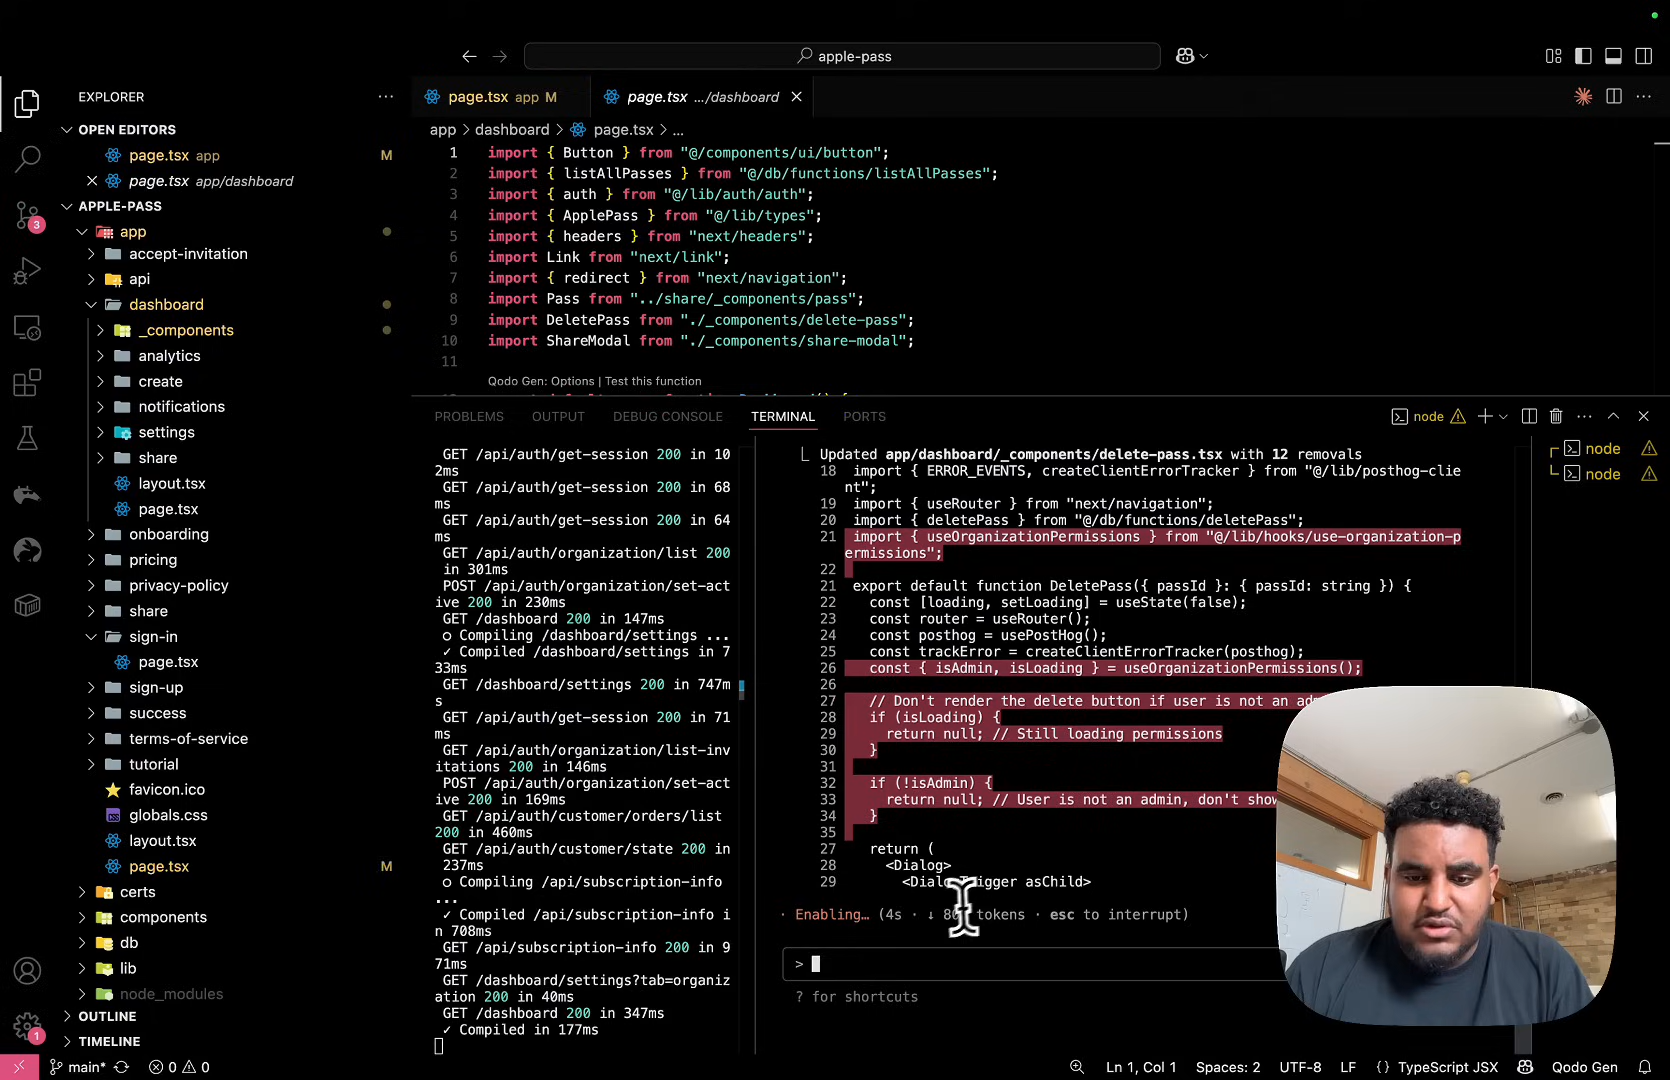 apple-pass
EXPLORER
page.tsx app M
page.tsx .../dashboard
OPEN EDITORS
page.tsx app M
page.tsx app/dashboard
APPLE-PASS
app
accept-invitation
api
dashboard
_components
analytics
create
notifications
settings
share
layout.tsx
page.tsx
onboarding
pricing
privacy-policy
share
sign-in
page.tsx
sign-up
success
terms-of-service
tutorial
favicon.ico
globals.css
layout.tsx
page.tsx M
certs
components
db
lib
node_modules
OUTLINE
TIMELINE
3
1
app > dashboard > page.tsx > ...
1 import { Button } from "@/components/ui/button";
2 import { listAllPasses } from "@/db/functions/listAllPasses";
3 import { auth } from "@/lib/auth/auth";
4 import { ApplePass } from "@/lib/types";
5 import { headers } from "next/headers";
6 import Link from "next/link";
7 import { redirect } from "next/navigation";
8 import Pass from "../share/_components/pass";
9 import DeletePass from "./_components/delete-pass";
10 import ShareModal from "./_components/share-modal";
11
Qodo Gen: Options | Test this function
PROBLEMS OUTPUT DEBUG CONSOLE TERMINAL PORTS
node
GET /api/auth/get-session 200 in 10
2ms
GET /api/auth/get-session 200 in 68
ms
GET /api/auth/get-session 200 in 64
ms
GET /api/auth/organization/list 200
in 301ms
POST /api/auth/organization/set-act
ive 200 in 230ms
GET /dashboard 200 in 147ms
○ Compiling /dashboard/settings ...
✓ Compiled /dashboard/settings in 7
33ms
GET /dashboard/settings 200 in 747m
s
GET /api/auth/get-session 200 in 71
ms
GET /api/auth/organization/list-inv
itations 200 in 146ms
POST /api/auth/organization/set-act
ive 200 in 169ms
GET /api/auth/customer/orders/list
200 in 460ms
GET /api/auth/customer/state 200 in
237ms
○ Compiling /api/subscription-info
...
✓ Compiled /api/subscription-info i
n 708ms
GET /api/subscription-info 200 in 9
71ms
GET /dashboard/settings?tab=organiz
ation 200 in 40ms
GET /dashboard 200 in 347ms
✓ Compiled in 177ms
Updated app/dashboard/_components/delete-pass.tsx with 12 removals
18 import { ERROR_EVENTS, createClientErrorTracker } from "@/lib/posthog-clie
nt";
19 import { useRouter } from "next/navigation";
20 import { deletePass } from "@/db/functions/deletePass";
21 import { useOrganizationPermissions } from "@/lib/hooks/use-organization-p
ermissions";
22
21 export default function DeletePass({ passId }: { passId: string }) {
22 const [loading, setLoading] = useState(false);
23 const router = useRouter();
24 const posthog = usePostHog();
25 const trackError = createClientErrorTracker(posthog);
26 const { isAdmin, isLoading } = useOrganizationPermissions();
26
27 // Don't render the delete button if user is not an
28 if (isLoading) {
29 return null; // Still loading permissions
30 }
31
32 if (!isAdmin) {
33 return null; // User is not an admin, don't
34 }
35
27 return (
28 <Dialog>
29 asChild>
· Enabling… (4s · ↓ tokens · esc to interrupt)
>
? for shortcuts
node
node
main* 0 0
Ln 1, Col 1 Spaces: 2 UTF-8 LF {} TypeScript JSX Qodo Gen